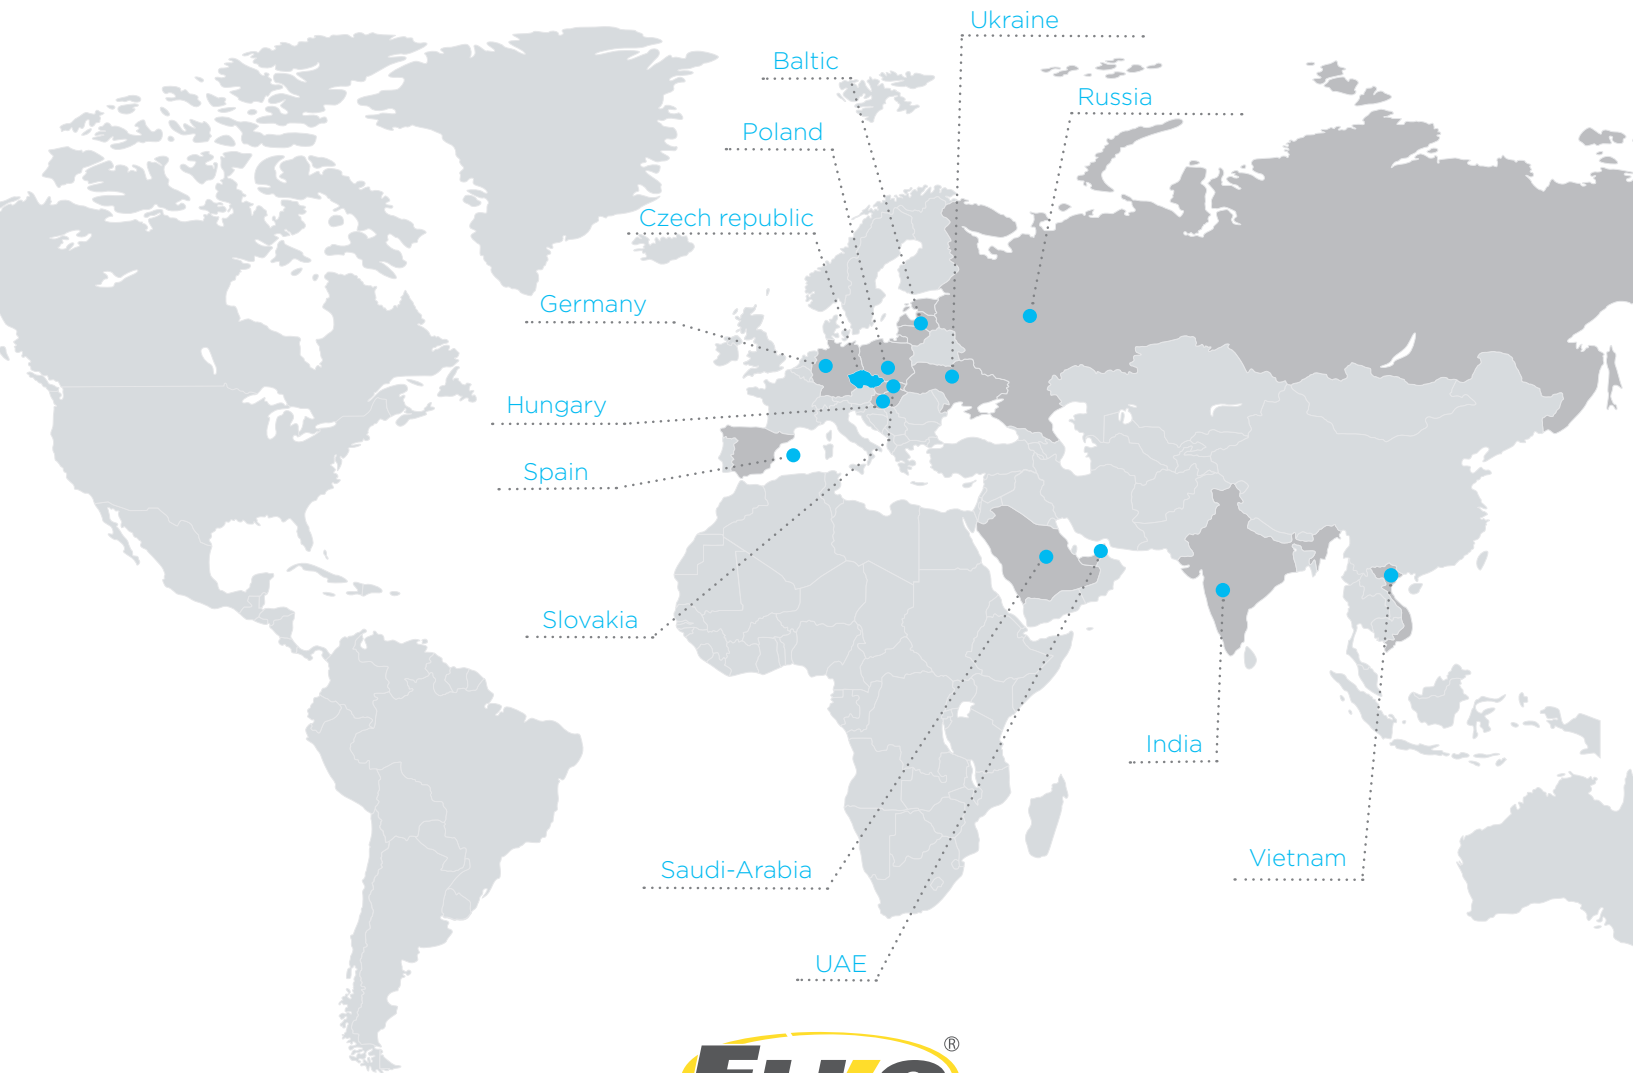 Ukraine
Baltic
Russia
Poland
Czech republic
Germany
Hungary
Spain
Slovakia
India
Vietnam
Saudi-Arabia
UAE
®